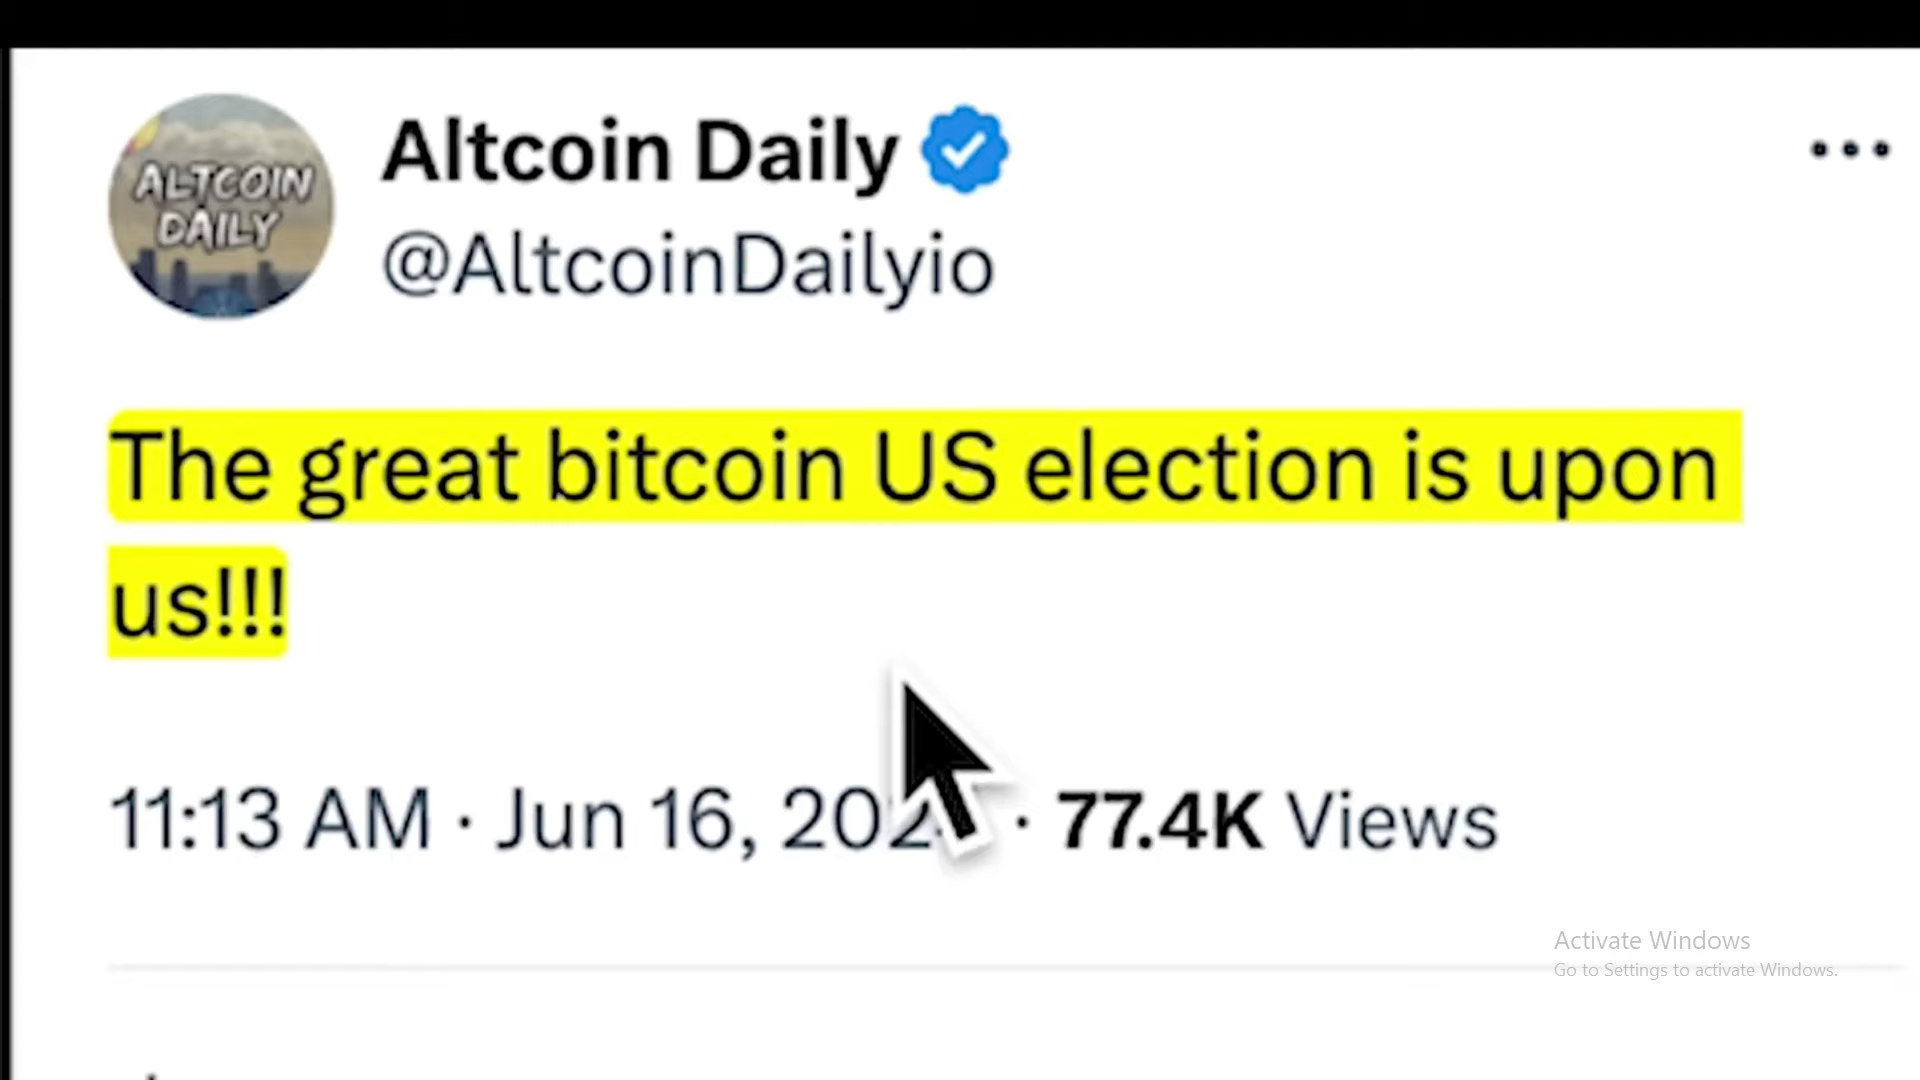 ALTCOIN
DAILY
Altcoin Daily
@AltcoinDailyio
The great bitcoin US election is upon
us!!!
11:13 AM · Jun 16, · 77.4K Views
Activate Windows
Go to Settings to activate Windows.